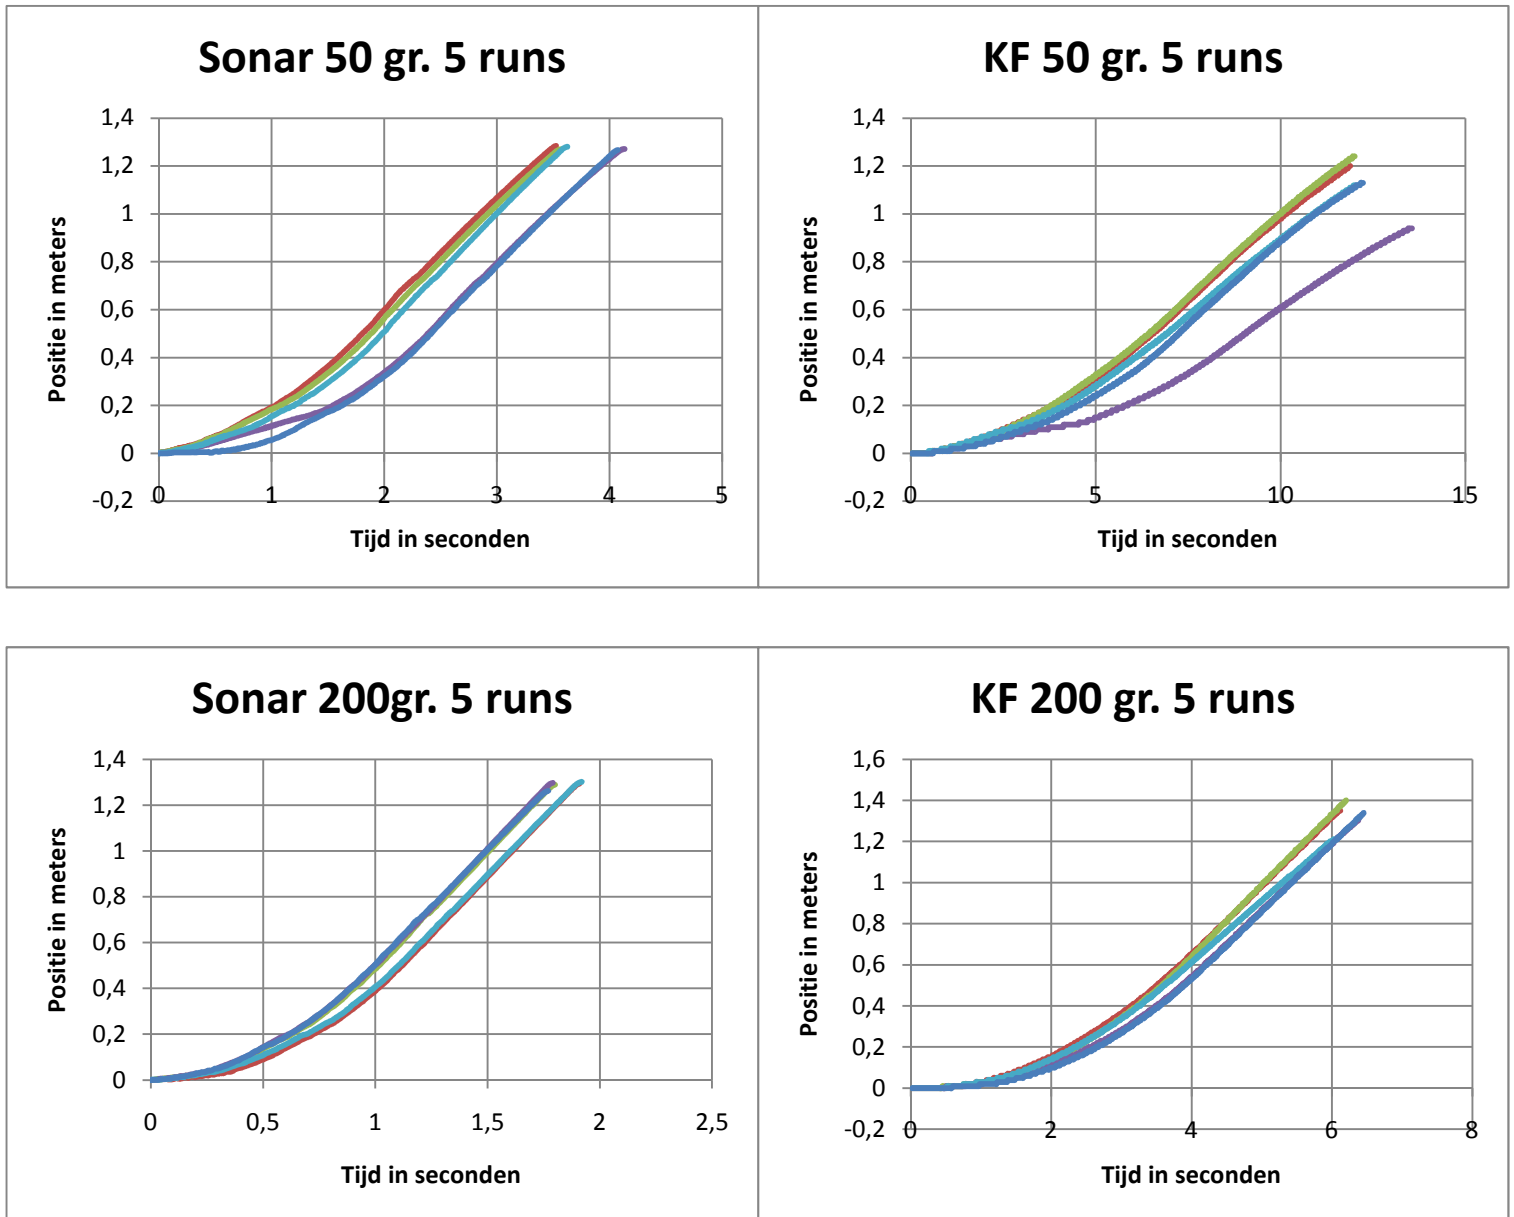 Sonar 50 gr. 5 runs
1,4
1,2
1
0,8
0,6
0,4
0,2
0
-0,2
0 1 2 3 4 5
Positie in meters
Tijd in seconden
KF 50 gr. 5 runs
1,4
1,2
1
0,8
0,6
0,4
0,2
0
-0,2
0 5 10 15
Positie in meters
Tijd in seconden
Sonar 200gr. 5 runs
1,4
1,2
1
0,8
0,6
0,4
0,2
0
0 0,5 1 1,5 2 2,5
Positie in meters
Tijd in seconden
KF 200 gr. 5 runs
1,6
1,4
1,2
1
0,8
0,6
0,4
0,2
0
-0,2
0 2 4 6 8
Positie in meters
Tijd in seconden